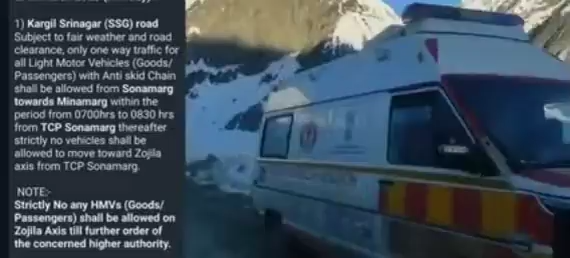 1) Kargil Srinagar (SSG) road
Subject to fair weather and road
clearance, only one way traffic for
all Light Motor Vehicles (Goods/
Passengers) with Anti skid Chain
shall be allowed from Sonamarg
towards Minamarg within the
period from 0700hrs to 0830 hrs
from TCP Sonamarg thereafter
strictly no vehicles shall be
allowed to move toward Zojila
axis from TCP Sonamarg.
NOTE:-
Strictly No any HMVs (Goods/
Passengers) shall be allowed on
Zojila Axis till further order of
the concerned higher authority.